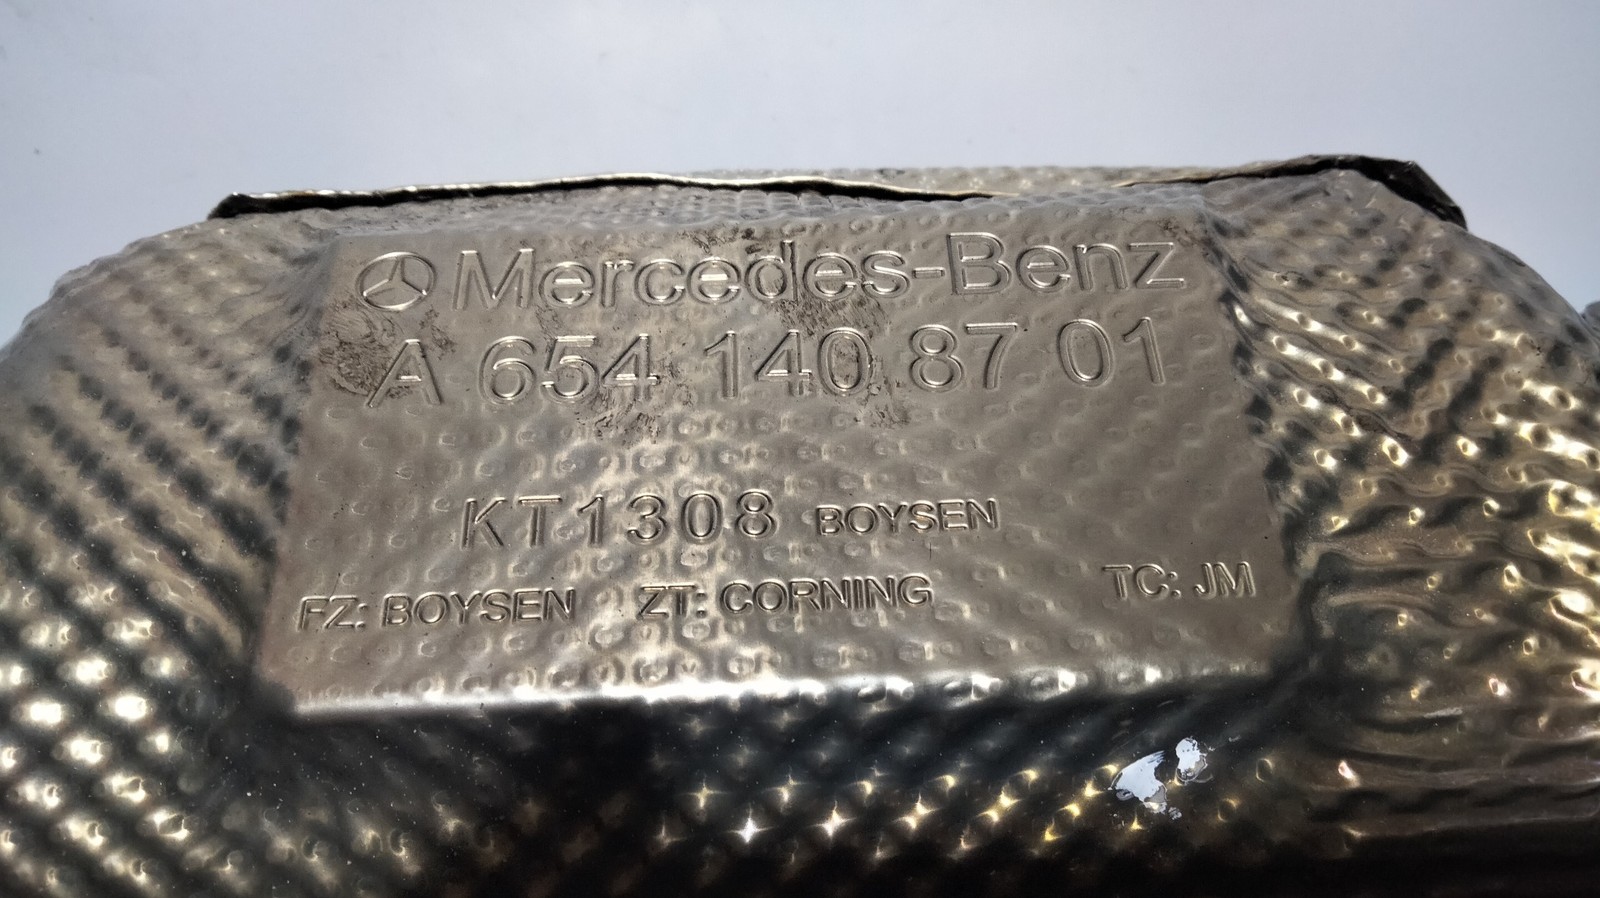 Mercedes-Benz
A 654 140 87 01
KT1308 BOYSEN
FZ: BOYSEN ZT: CORNING TC: JM